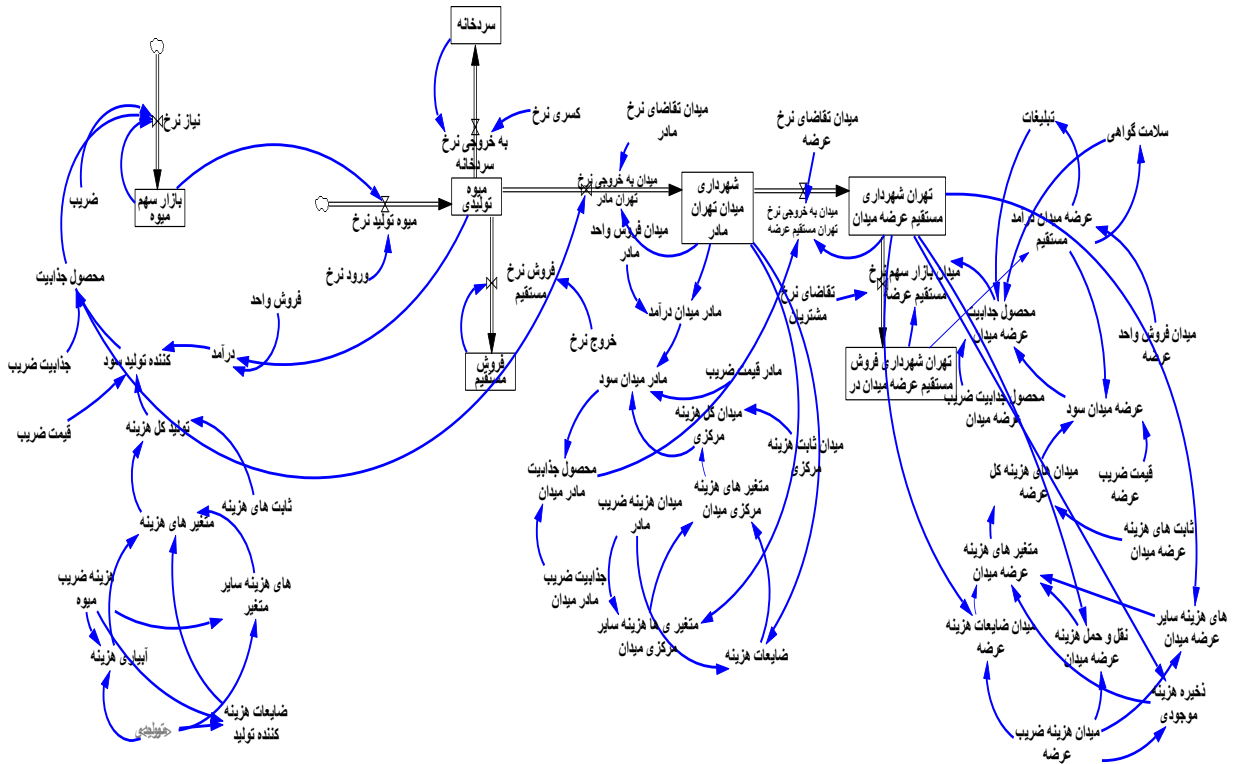 سردخانه
نیاز نرخ
ضریب
بازار سهم
میوه
کسری نرخ
به خروجی نرخ
سردخانه
میوه
تولیدی
میوه تولید نرخ
ورود نرخ
میدان تقاضای نرخ
مادر
میدان به خروجی نرخ
تهران مادر
شهرداری
میدان تهران
مادر
میدان تقاضای نرخ
عرضه
میدان به خروجی نرخ
تهران مستقیم عرضه
تهران شهرداری
مستقیم عرضه میدان
تبلیغات
سلامت گواهی
عرضه میدان درآمد
مستقیم
میدان فروش واحد
مادر
محصول جذابیت
فروش واحد
فروش نرخ
مستقیم
خروج نرخ
مادر میدان درآمد
تقاضای نرخ
مشتریان
میدان بازار سهم نرخ
مستقیم عرضه
محصول جذابیت
عرضه میدان
میدان فروش واحد
عرضه
جذابیت ضریب
کننده تولید سود
درآمد
فروش
مستقیم
تهران شهرداری فروش
مستقیم عرضه میدان در
مادر میدان سود
مادر قیمت ضریب
محصول جذابیت ضریب
عرضه میدان
عرضه میدان سود
قیمت ضریب
تولید کل هزینه
میدان کل هزینه
مرکزی
میدان ثابت هزینه
مرکزی
محصول جذابیت
مادر میدان
میدان های هزینه کل
عرضه
قیمت ضریب
عرضه
ثابت های هزینه
متغیر های هزینه
میدان هزینه ضریب
مادر
متغیر های هزینه
مرکزی میدان
ثابت های هزینه
عرضه میدان
متغیر های هزینه
عرضه میدان
هزینه ضریب
میوه
های هزینه سایر
متغیر
جذابیت ضریب
مادر میدان
آبیاری هزینه
متغیر ی ها هزینه سایر
مرکزی میدان
ضایعات هزینه
میدان ضایعات هزینه
عرضه
نقل و حمل هزینه
عرضه میدان
های هزینه سایر
عرضه میدان
ذخیره هزینه
موجودی
ضایعات هزینه
کننده تولید
میدان هزینه ضریب
عرضه